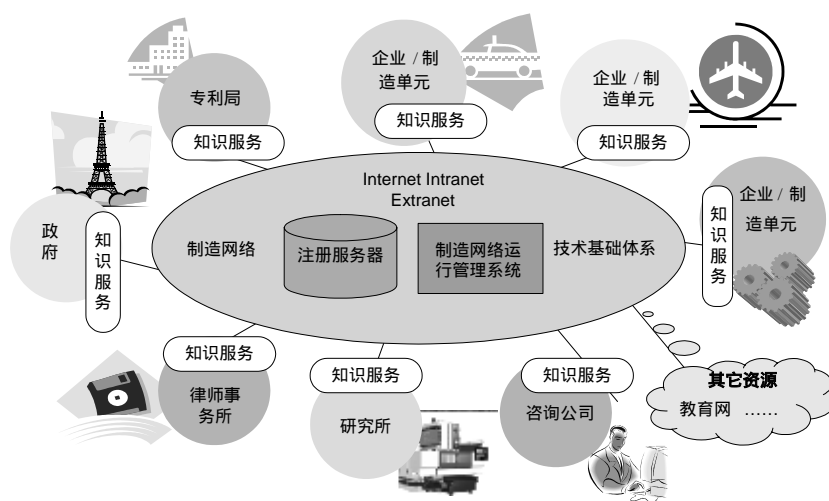 专利局
知识服务
企业 / 制
造单元
知识服务
企业 / 制
造单元
知识服务
Internet Intranet
Extranet
政
府
知
识
服
务
制造网络
注册服务器
制造网络运
行管理系统
技术基础体系
知
识
服
务
企业 / 制
造单元
知识服务
律师事
务所
知识服务
研究所
知识服务
咨询公司
其它资源
教育网 ……